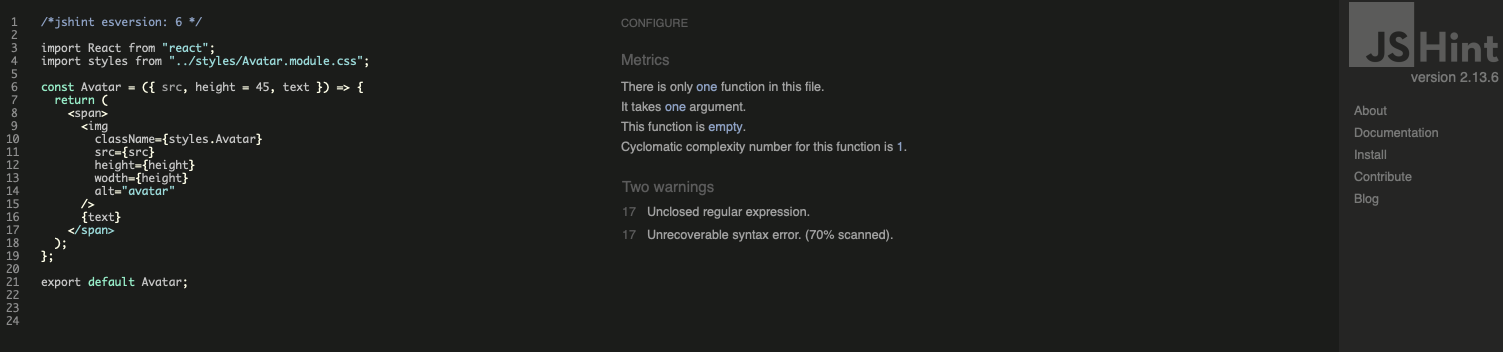 1 /*jshint esversion: 6 */
2
3 import React from "react";
4 import styles from "../styles/Avatar.module.css";
5
6 const Avatar = ({ src, height = 45, text }) => {
7 return (
8 <span>
9 <img
10 className={styles.Avatar}
11 src={src}
12 height={height}
13 wodth={height}
14 alt="avatar"
15 />
16 {text}
17 </span>
18 );
19 };
20
21 export default Avatar;
22
23
24
CONFIGURE
Metrics
There is only one function in this file.
It takes one argument.
This function is empty.
Cyclomatic complexity number for this function is 1.
Two warnings
17 Unclosed regular expression.
17 Unrecoverable syntax error. (70% scanned).
JSHint
version 2.13.6
About
Documentation
Install
Contribute
Blog